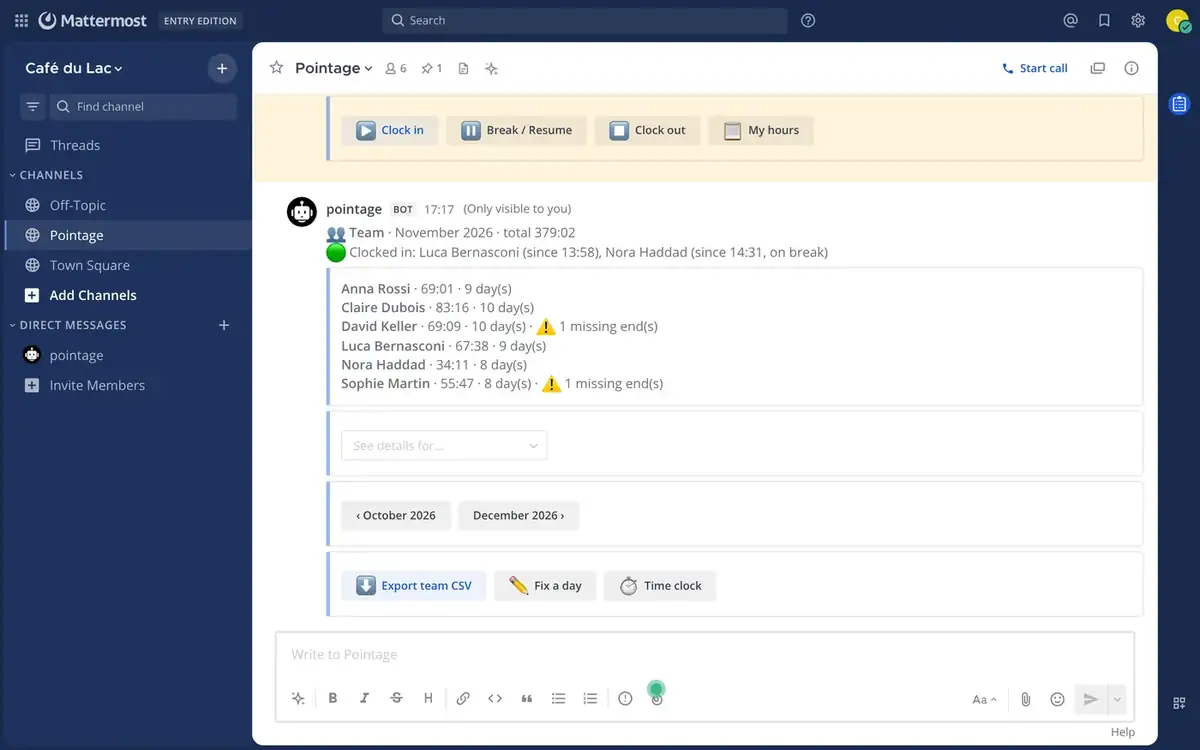 Mattermost ENTRY EDITION
Search
Café du Lac
Find channel
Threads
CHANNELS
Off-Topic
Pointage
Town Square
Add Channels
DIRECT MESSAGES
pointage
Invite Members
Pointage 6 1
Start call
Clock in Break / Resume Clock out My hours
pointage BOT 17:17 (Only visible to you)
Team · November 2026 · total 379:02
Clocked in: Luca Bernasconi (since 13:58), Nora Haddad (since 14:31, on break)
Anna Rossi · 69:01 · 9 day(s)
Claire Dubois · 83:16 · 10 day(s)
David Keller · 69:09 · 10 day(s) · ⚠️ 1 missing end(s)
Luca Bernasconi · 67:38 · 9 day(s)
Nora Haddad · 34:11 · 8 day(s)
Sophie Martin · 55:47 · 8 day(s) · ⚠️ 1 missing end(s)
See details for...
‹ October 2026 December 2026 ›
Export team CSV Fix a day Time clock
Write to Pointage
B I S H Aa
Help